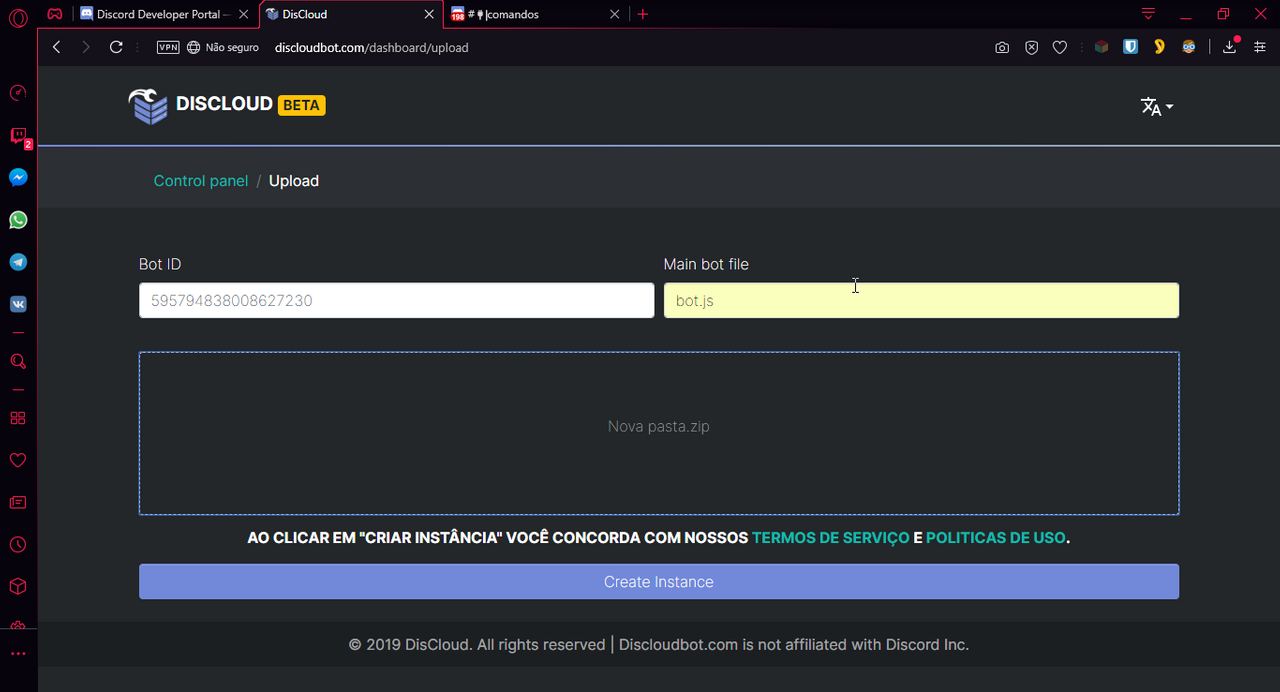 Discord Developer Portal –
DisCloud
198
#🎙|comandos
2
VPN
Não seguro
discloudbot.com/dashboard/upload
DISCLOUD BETA
Control panel / Upload
Bot ID
Main bot file
595794838008627230
bot.js
Nova pasta.zip
AO CLICAR EM "CRIAR INSTÂNCIA" VOCÊ CONCORDA COM NOSSOS TERMOS DE SERVIÇO E POLITICAS DE USO.
Create Instance
© 2019 DisCloud. All rights reserved | Discloudbot.com is not affiliated with Discord Inc.